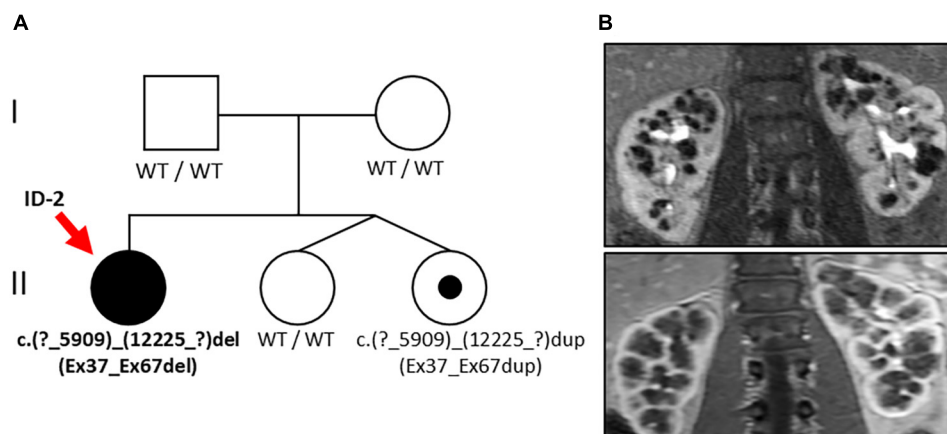 A
B
I
WT / WT
WT / WT
ID-2
II
c.(?_5909)_(12225_?)del
(Ex37_Ex67del)
WT / WT
c.(?_5909)_(12225_?)dup
(Ex37_Ex67dup)